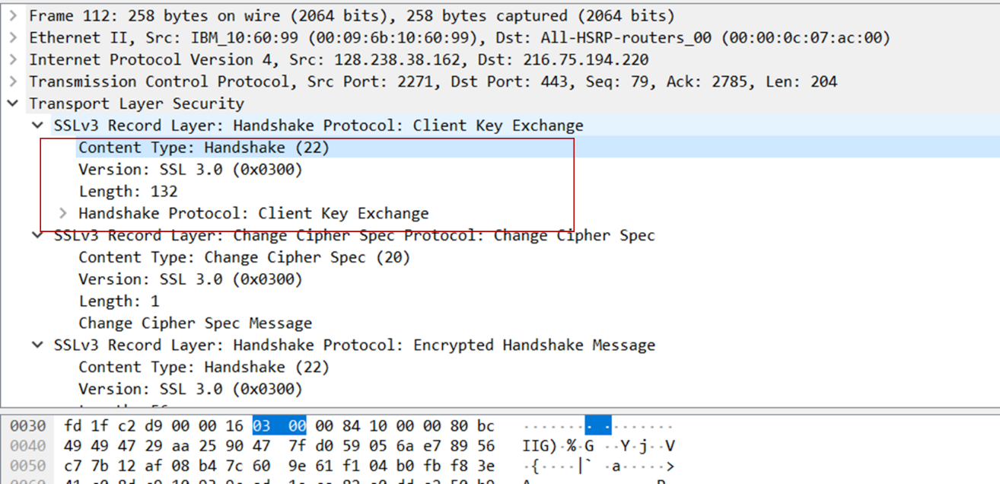 Frame 112: 258 bytes on wire (2064 bits), 258 bytes captured (2064 bits)
Ethernet II, Src: IBM_10:60:99 (00:09:6b:10:60:99), Dst: All-HSRP-routers_00 (00:00:0c:07:ac:00)
Internet Protocol Version 4, Src: 128.238.38.162, Dst: 216.75.194.220
Transmission Control Protocol, Src Port: 2271, Dst Port: 443, Seq: 79, Ack: 2785, Len: 204
Transport Layer Security
SSLv3 Record Layer: Handshake Protocol: Client Key Exchange
Content Type: Handshake (22)
Version: SSL 3.0 (0x0300)
Length: 132
Handshake Protocol: Client Key Exchange
SSLv3 Record Layer: Change Cipher Spec Protocol: Change Cipher Spec
Content Type: Change Cipher Spec (20)
Version: SSL 3.0 (0x0300)
Length: 1
Change Cipher Spec Message
SSLv3 Record Layer: Handshake Protocol: Encrypted Handshake Message
Content Type: Handshake (22)
Version: SSL 3.0 (0x0300)
0030 fd 1f c2 d9 00 00 16 03 00 00 84 10 00 00 80 bc ···············
0040 49 49 47 29 aa 25 90 47 7f d0 59 05 6a e7 89 56 IIG)·%·G ··Y·j··V
0050 c7 7b 12 af 08 b4 7c 60 9e 61 f1 04 b0 fb f8 3e ·{····|` ·a·····>